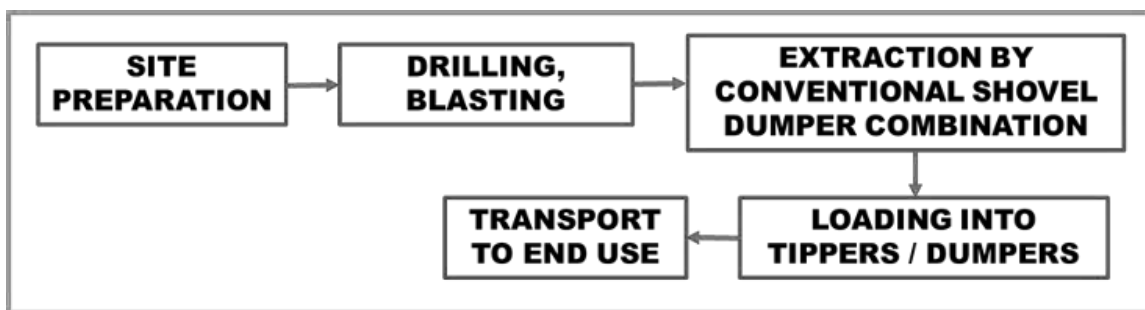 SITE
PREPARATION
DRILLING,
BLASTING
EXTRACTION BY
CONVENTIONAL SHOVEL
DUMPER COMBINATION
LOADING INTO
TIPPERS / DUMPERS
TRANSPORT
TO END USE